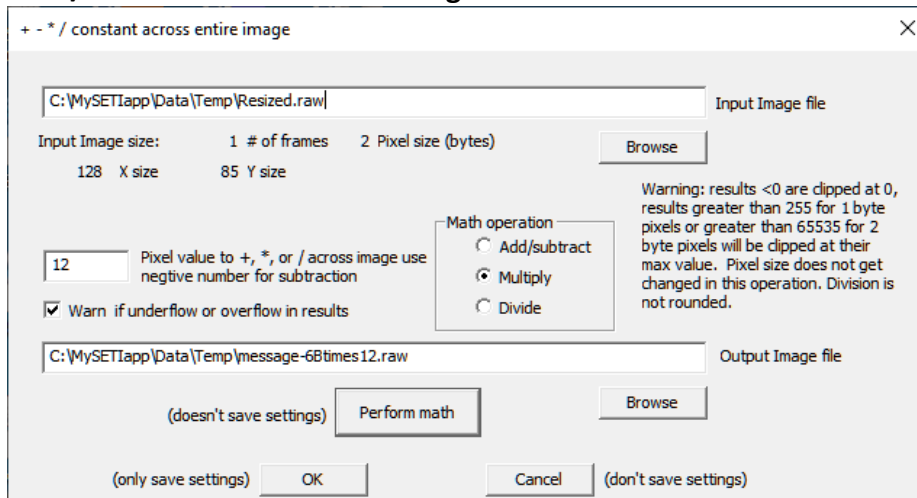 + - * / constant across entire image
C:\MySETIapp\Data\Temp\Resized.raw
Input Image file
Input Image size: 1 # of frames 2 Pixel size (bytes)
Browse
128 X size 85 Y size
Warning: results <0 are clipped at 0,
results greater than 255 for 1 byte
pixels or greater than 65535 for 2
byte pixels will be clipped at their
max value. Pixel size does not get
changed in this operation. Division is
not rounded.
Math operation
Add/subtract
Multiply
Divide
12
Pixel value to +, *, or / across image use
negtive number for subtraction
Warn if underflow or overflow in results
C:\MySETIapp\Data\Temp\message-6Btimes12.raw
Output Image file
(doesn't save settings) Perform math
Browse
(only save settings) OK Cancel (don't save settings)